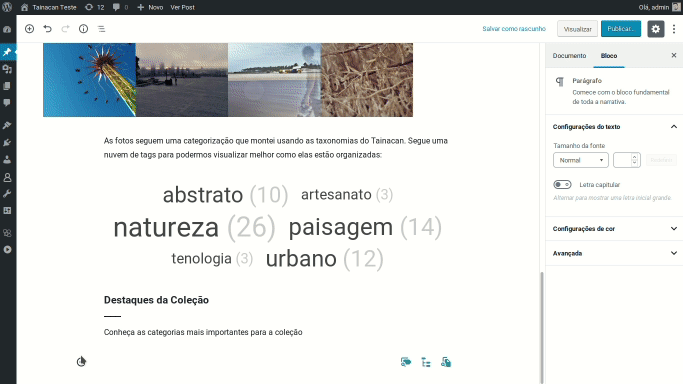 Tainacan Teste
12
0
Novo
Ver Post
Olá, admin
Salvar como rascunho
Visualizar
Publicar...
Documento
Bloco
Parágrafo
Comece com o bloco fundamental
de toda a narrativa.
Configurações do texto
Tamanho da fonte
Normal
Letra capitular
Alternar para mostrar uma letra inicial grande.
Configurações de cor
Avançada
As fotos seguem uma categorização que montei usando as taxonomias do Tainacan. Segue uma
nuvem de tags para podermos visualizar melhor como elas estão organizadas:
abstrato (10) artesanato (3)
natureza (26) paisagem (14)
tenologia (3) urbano (12)
Destaques da Coleção
Conheça as categorias mais importantes para a coleção